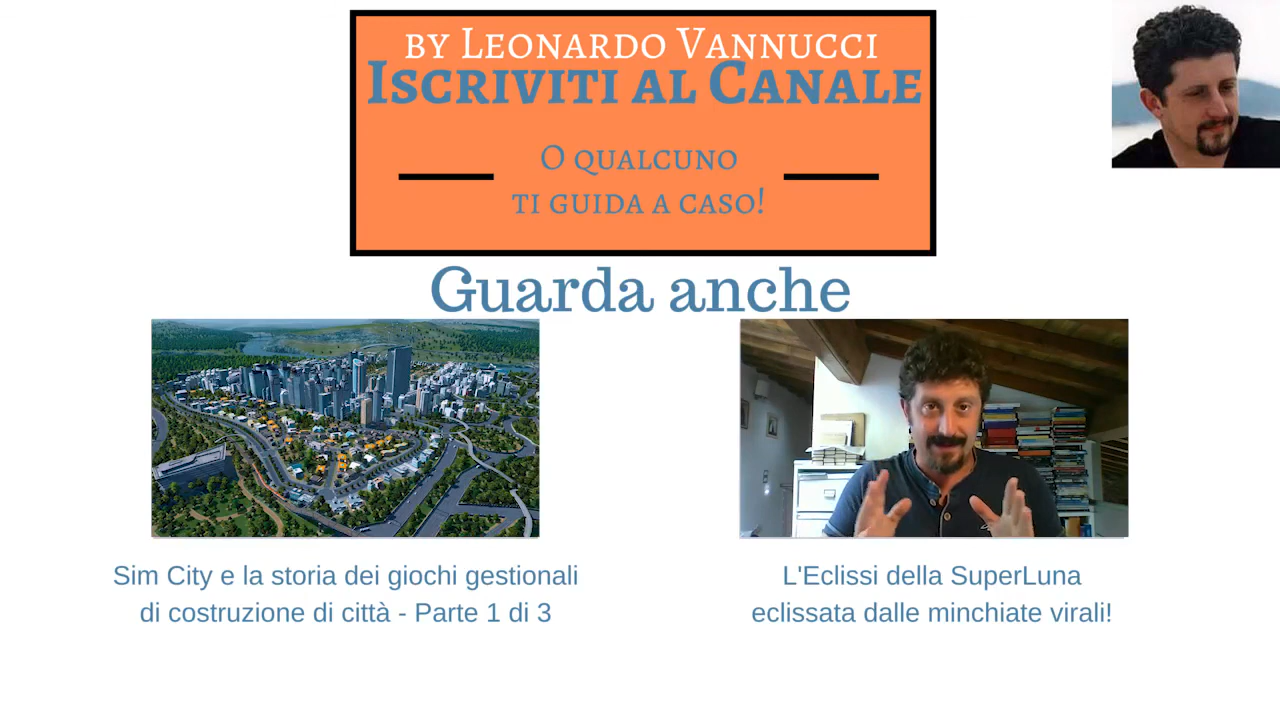 by Leonardo Vannucci
Iscriviti al Canale
O qualcuno
ti guida a caso!
Guarda anche
Sim City e la storia dei giochi gestionali
di costruzione di città - Parte 1 di 3
L'Eclissi della SuperLuna
eclissata dalle minchiate virali!